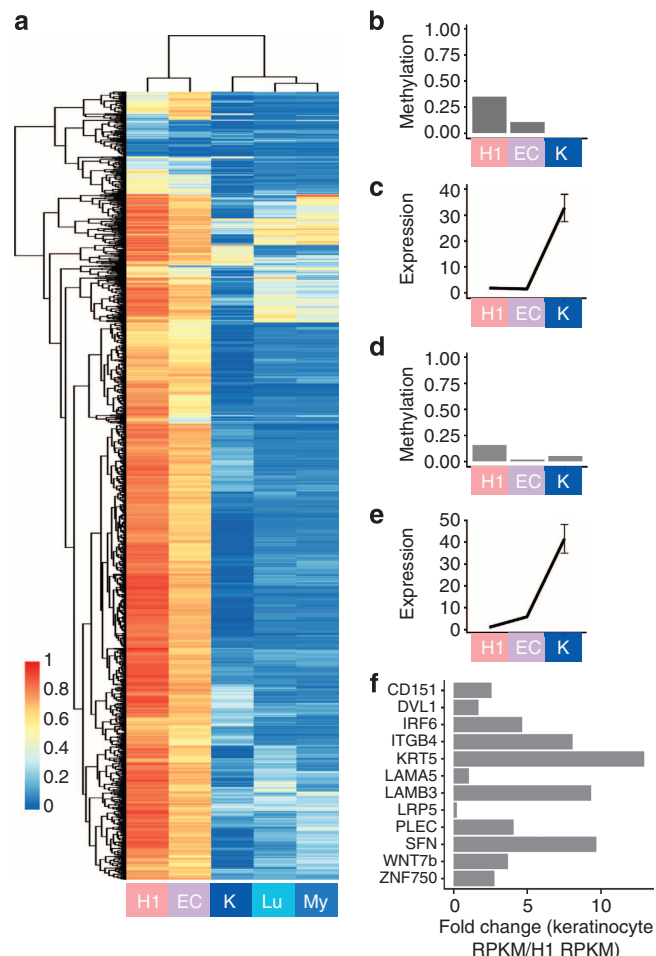 a
1
0.8
0.6
0.4
0.2
0
H1 EC K Lu My
b
Methylation
1.00
0.75
0.50
0.25
0.00
H1 EC K
c
Expression
40
30
20
10
0
H1 EC K
d
Methylation
1.00
0.75
0.50
0.25
0.00
H1 EC K
e
Expression
50
40
30
20
10
0
H1 EC K
f
CD151
DVL1
IRF6
ITGB4
KRT5
LAMA5
LAMB3
LRP5
PLEC
SFN
WNT7b
ZNF750
0 5 10
Fold change (keratinocyte
RPKM/H1 RPKM)